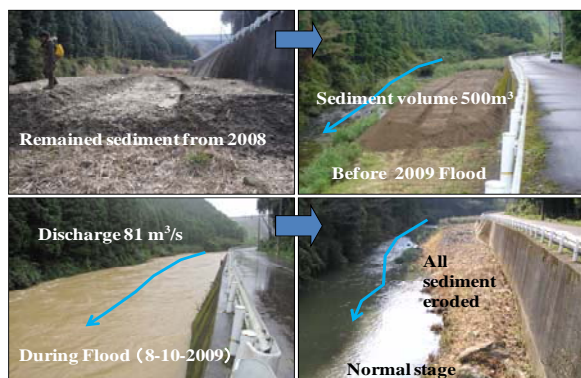 Remained sediment from 2008
Sediment volume 500m³
Before 2009 Flood
Discharge 81 m³/s
During Flood（8-10-2009）
All
sediment
eroded
Normal stage